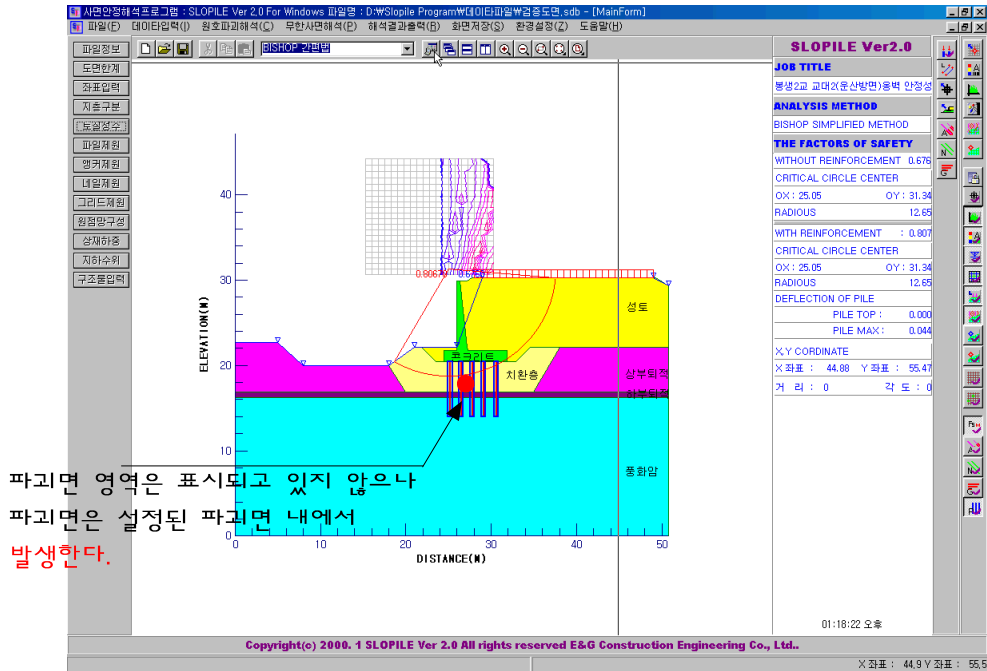 사면안정해석프로그램 : SLOPILE Ver 2.0 For Windows 파일명 : D:₩Slopile Program₩데이타파일₩검증도면.sdb - [MainForm]
파일(F) 데이타입력(I) 원호파괴해석(C) 무한사면해석(P) 해석결과출력(R) 화면저장(S) 환경설정(Z) 도움말(H)
BISHOP 간편법
파일정보
도면한계
좌표입력
지층구분
토질성수
파일제원
앵커제원
네일제원
그리드제원
원점망구성
상재하중
지하수위
구조물입력
SLOPILE Ver2.0
JOB TITLE
봉생2교 교대2(운산방면)옹벽 안정성
ANALYSIS METHOD
BISHOP SIMPLIFIED METHOD
THE FACTORS OF SAFETY
WITHOUT REINFORCEMENT 0.676
CRITICAL CIRCLE CENTER
OX : 25.05 OY : 31.34
RADIOUS 12.65
WITH REINFORCEMENT : 0.807
CRITICAL CIRCLE CENTER
OX : 25.05 OY : 31.34
RADIOUS 12.65
DEFLECTION OF PILE
PILE TOP : 0.000
PILE MAX : 0.044
X,Y CORDINATE
X 좌표 : 44.88 Y 좌표 : 55.47
거 리 : 0 각 도 : 0
ELEVATION(M)
40
30
20
10
0
0 10 20 30 40 50
DISTANCE(M)
성토
콘크리트
치환층
상부퇴적
하부퇴적
풍화암
파괴면 영역은 표시되고 있지 않으나
파괴면은 설정된 파괴면 내에서
발생한다.
01:18:22 오후
Copyright(c) 2000. 1 SLOPILE Ver 2.0 All rights reserved E&G Construction Engineering Co., Ltd..
X 좌표 : 44,9 Y 좌표 : 55,5